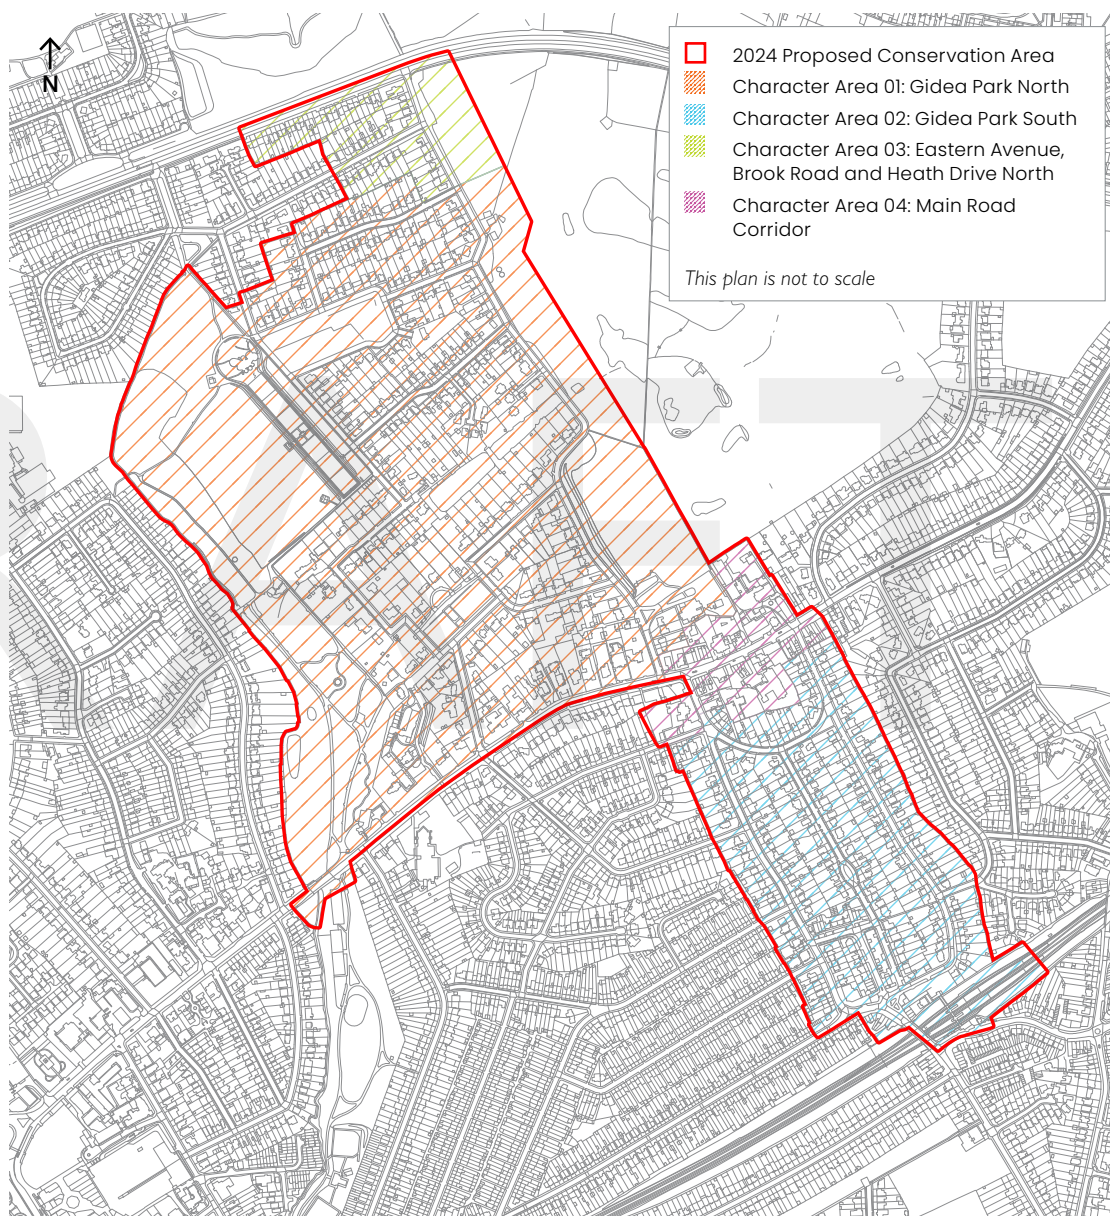 N
2024 Proposed Conservation Area
Character Area 01: Gidea Park North
Character Area 02: Gidea Park South
Character Area 03: Eastern Avenue,
Brook Road and Heath Drive North
Character Area 04: Main Road
Corridor
This plan is not to scale